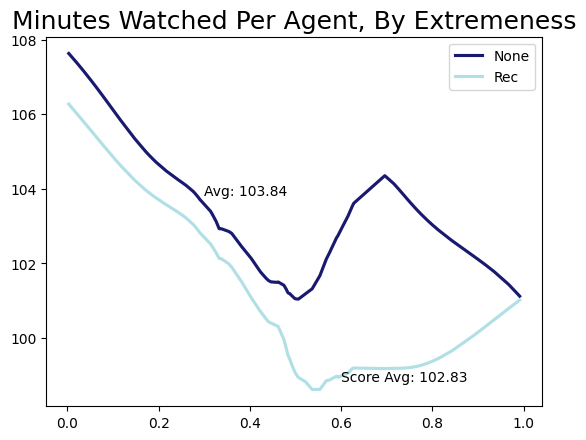 Minutes Watched Per Agent, By Extremeness
108
106
104
102
100
None
Rec
Avg: 103.84
Score Avg: 102.83
0.0 0.2 0.4 0.6 0.8 1.0